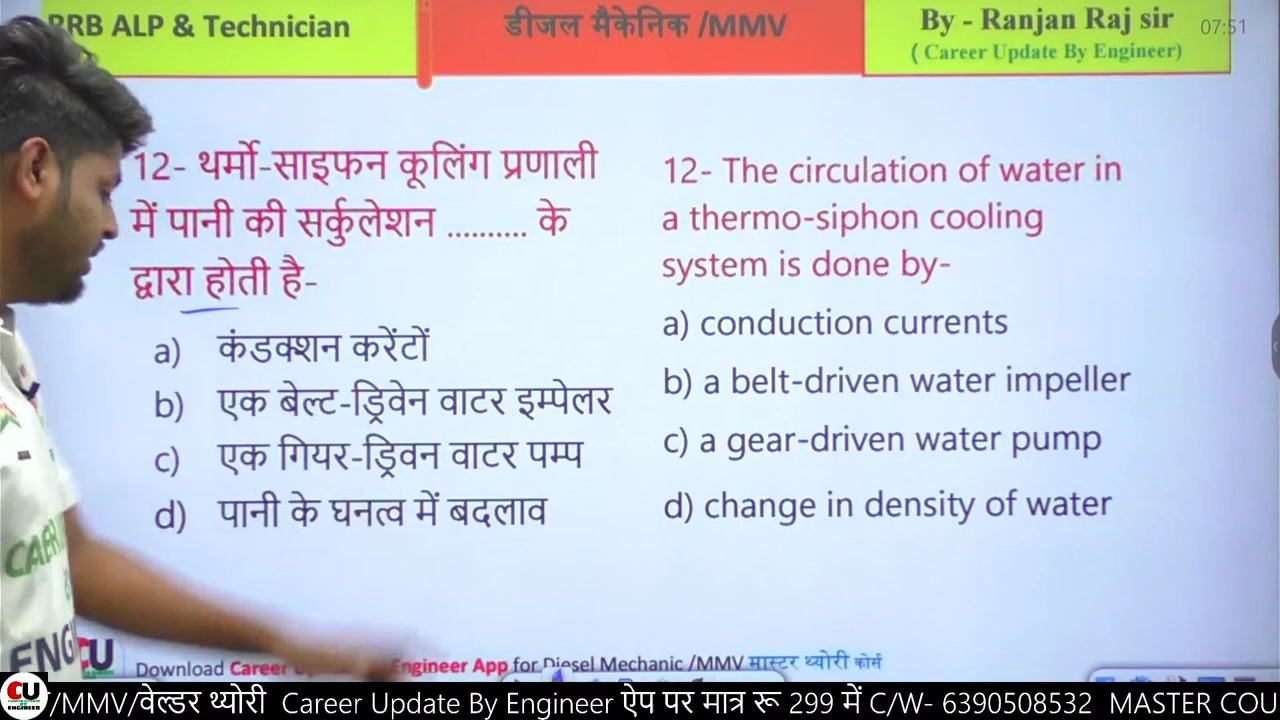 RRB ALP & Technician
डीजल मैकेनिक /MMV
By - Ranjan Raj sir
( Career Update By Engineer)
07:51
12- थर्मो-साइफन कूलिंग प्रणाली
में पानी की सर्कुलेशन .......... के
द्वारा होती है-
a) कंडक्शन करेंटों
b) एक बेल्ट-ड्रिवेन वाटर इम्पेलर
c) एक गियर-ड्रिवन वाटर पम्प
d) पानी के घनत्व में बदलाव
12- The circulation of water in
a thermo-siphon cooling
system is done by-
a) conduction currents
b) a belt-driven water impeller
c) a gear-driven water pump
d) change in density of water
CU
Download Career Engineer App for Diesel Mechanic /MMV मास्टर थ्योरी कोर्स
CU
ENGINEER
/MMV/वेल्डर थ्योरी Career Update By Engineer ऐप पर मात्र रू 299 में C/W- 6390508532 MASTER COU